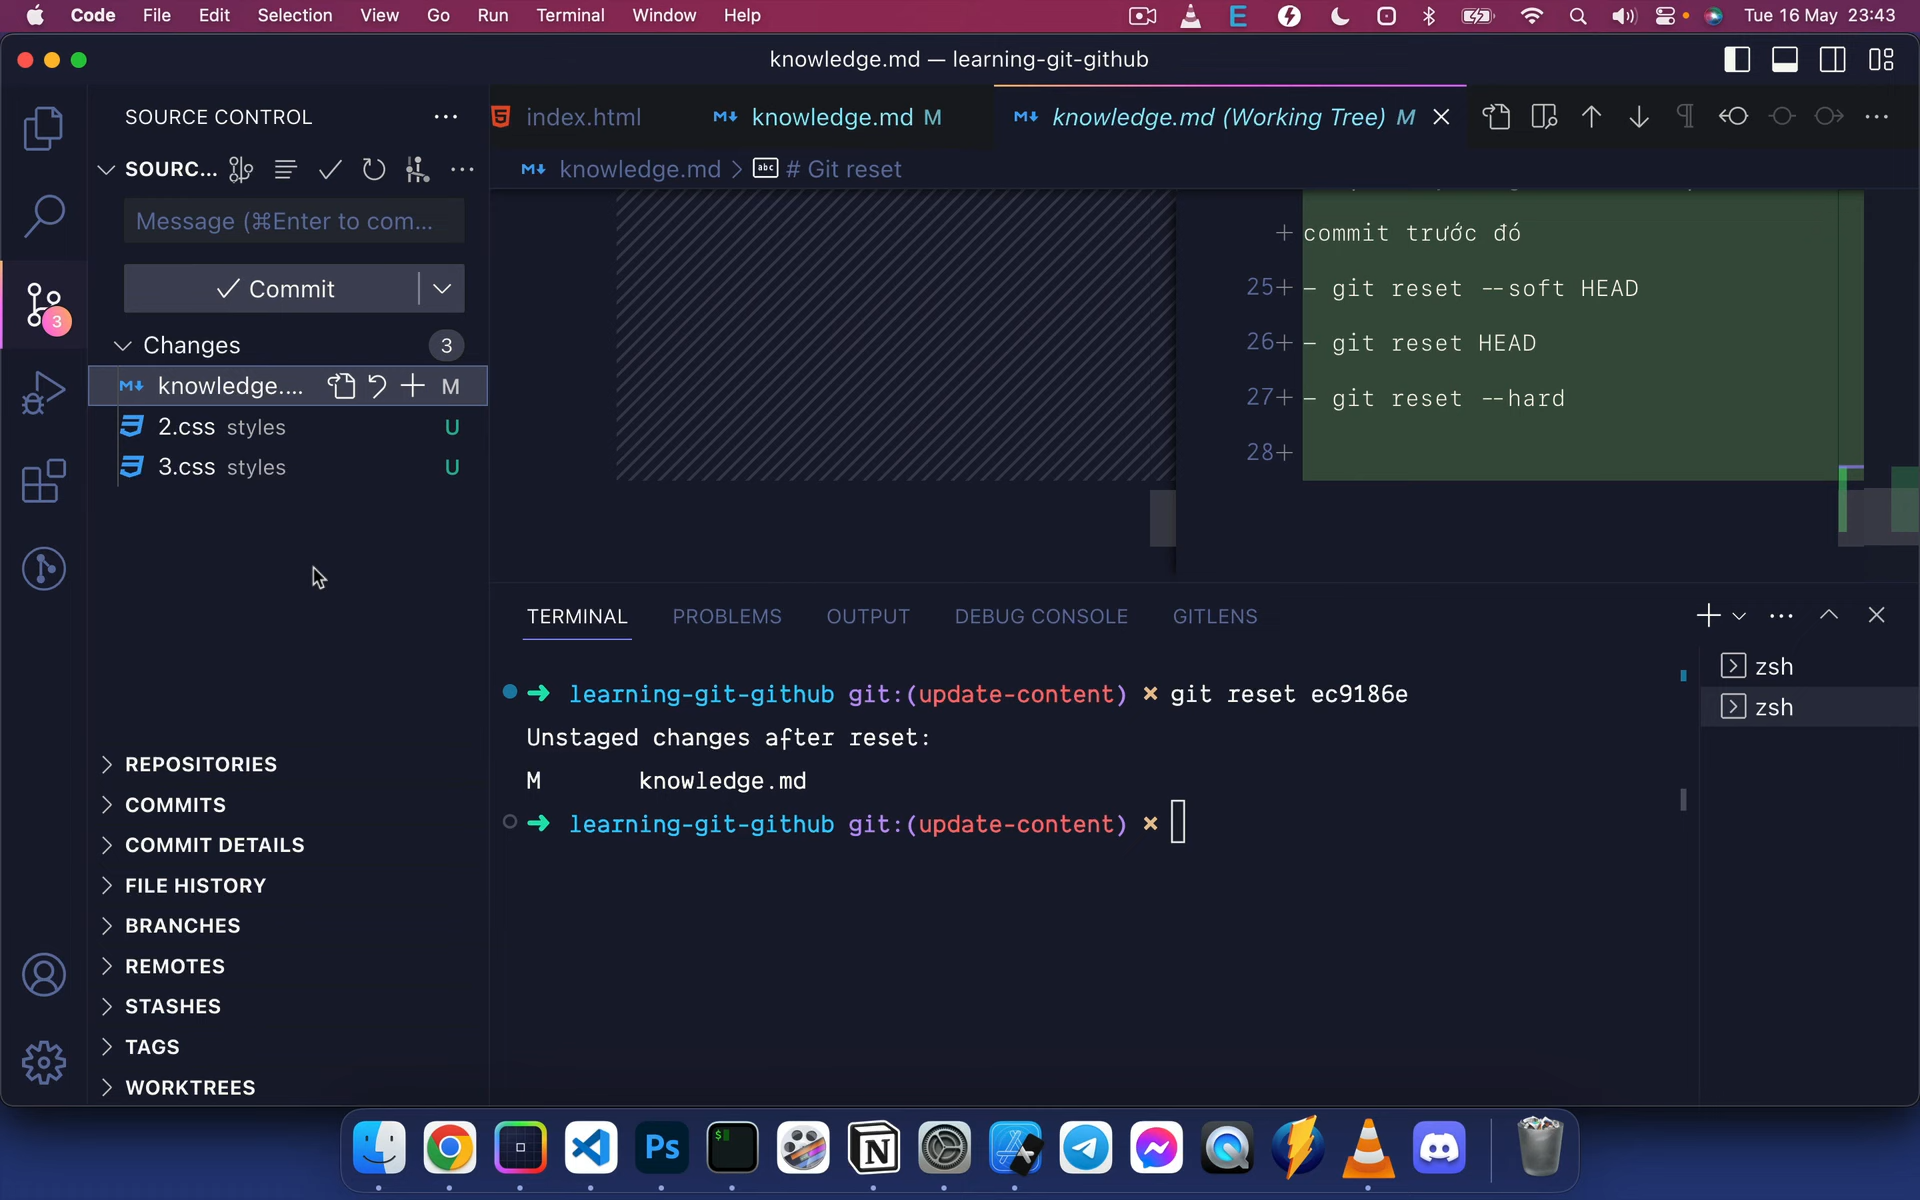 Code File Edit Selection View Go Run Terminal Window Help Tue 16 May 23:43
knowledge.md — learning-git-github
SOURCE CONTROL
index.html
knowledge.md M
knowledge.md (Working Tree) M
SOURC...
knowledge.md > # Git reset
Message (⌘Enter to com...
Commit
Changes 3
knowledge.... M
2.css styles U
3.css styles U
3
+ commit trước đó
25+ - git reset --soft HEAD
26+ - git reset HEAD
27+ - git reset --hard
28+
TERMINAL PROBLEMS OUTPUT DEBUG CONSOLE GITLENS
➜ learning-git-github git:(update-content) × git reset ec9186e
Unstaged changes after reset:
M knowledge.md
➜ learning-git-github git:(update-content) ×
zsh
zsh
REPOSITORIES
COMMITS
COMMIT DETAILS
FILE HISTORY
BRANCHES
REMOTES
STASHES
TAGS
WORKTREES
Ps